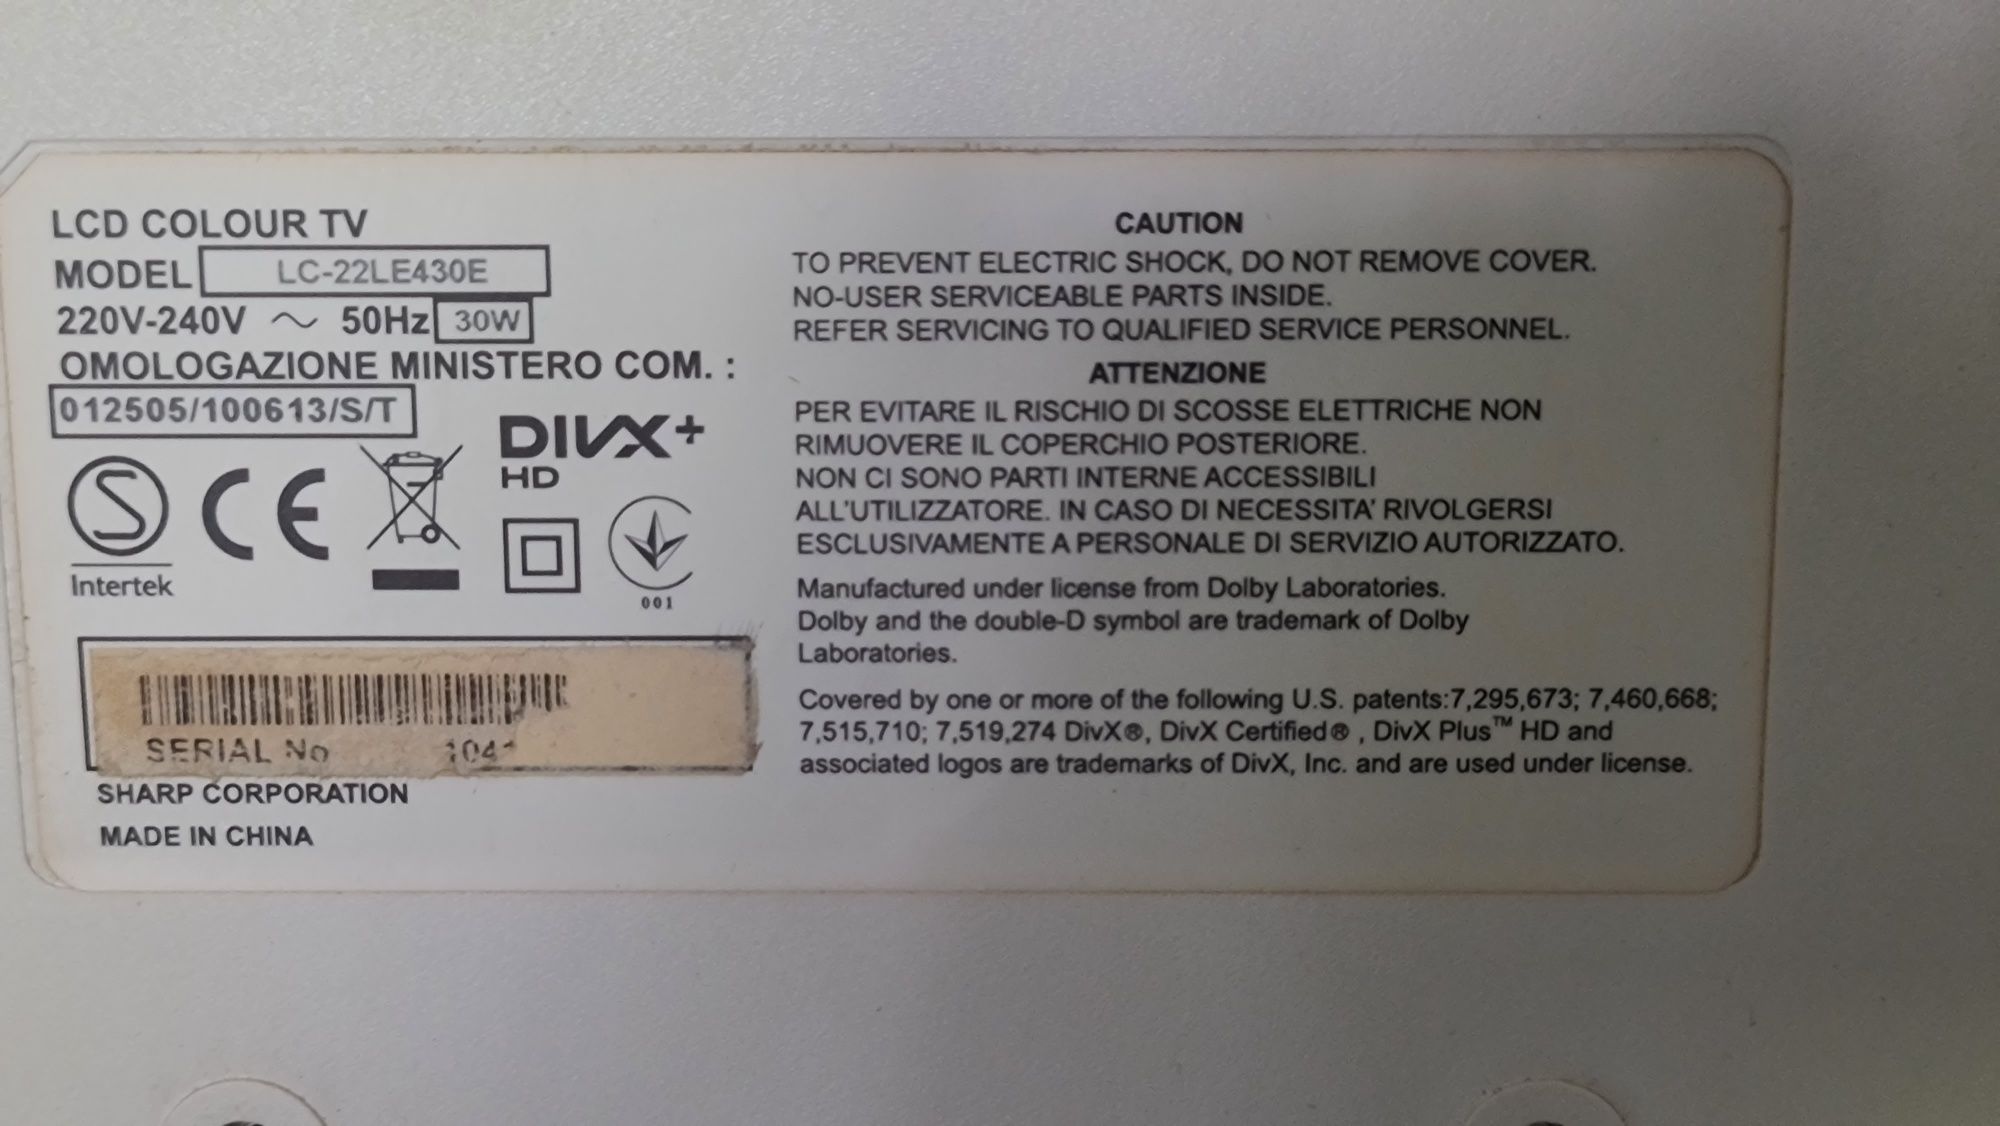 LCD COLOUR TV
MODEL LC-22LE430E
220V-240V ~ 50Hz 30W
OMOLOGAZIONE MINISTERO COM. :
012505/100613/S/T
DIVX+
HD
S
CE
Intertek
001
SERIAL No
SHARP CORPORATION
MADE IN CHINA
CAUTION
TO PREVENT ELECTRIC SHOCK, DO NOT REMOVE COVER.
NO-USER SERVICEABLE PARTS INSIDE.
REFER SERVICING TO QUALIFIED SERVICE PERSONNEL.
ATTENZIONE
PER EVITARE IL RISCHIO DI SCOSSE ELETTRICHE NON
RIMUOVERE IL COPERCHIO POSTERIORE.
NON CI SONO PARTI INTERNE ACCESSIBILI
ALL'UTILIZZATORE. IN CASO DI NECESSITA' RIVOLGERSI
ESCLUSIVAMENTE A PERSONALE DI SERVIZIO AUTORIZZATO.
Manufactured under license from Dolby Laboratories.
Dolby and the double-D symbol are trademark of Dolby
Laboratories.
Covered by one or more of the following U.S. patents:7,295,673; 7,460,668;
7,515,710; 7,519,274 DivX®, DivX Certified® , DivX Plus™ HD and
associated logos are trademarks of DivX, Inc. and are used under license.